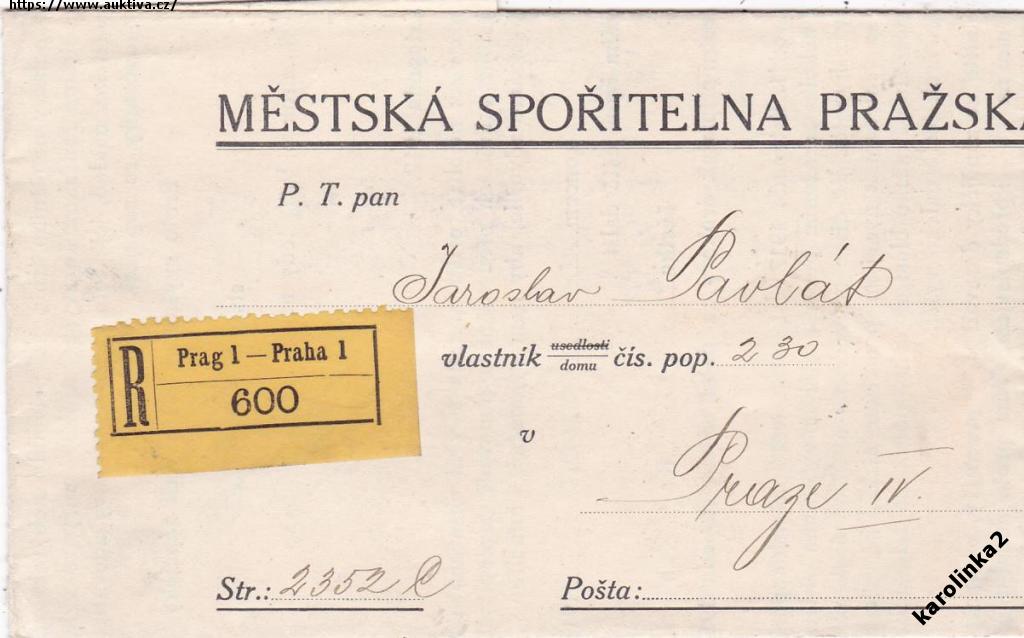 https://www.auktiva.cz/
MĚSTSKÁ SPOŘITELNA PRAŽSKÁ
P. T. pan
Jaroslav Pavlát
R Prag 1 — Praha 1
600
vlastník usedlosti domu čís. pop. 230
v
Praze IV.
Str.: 2352 C
Pošta:
karolinka2